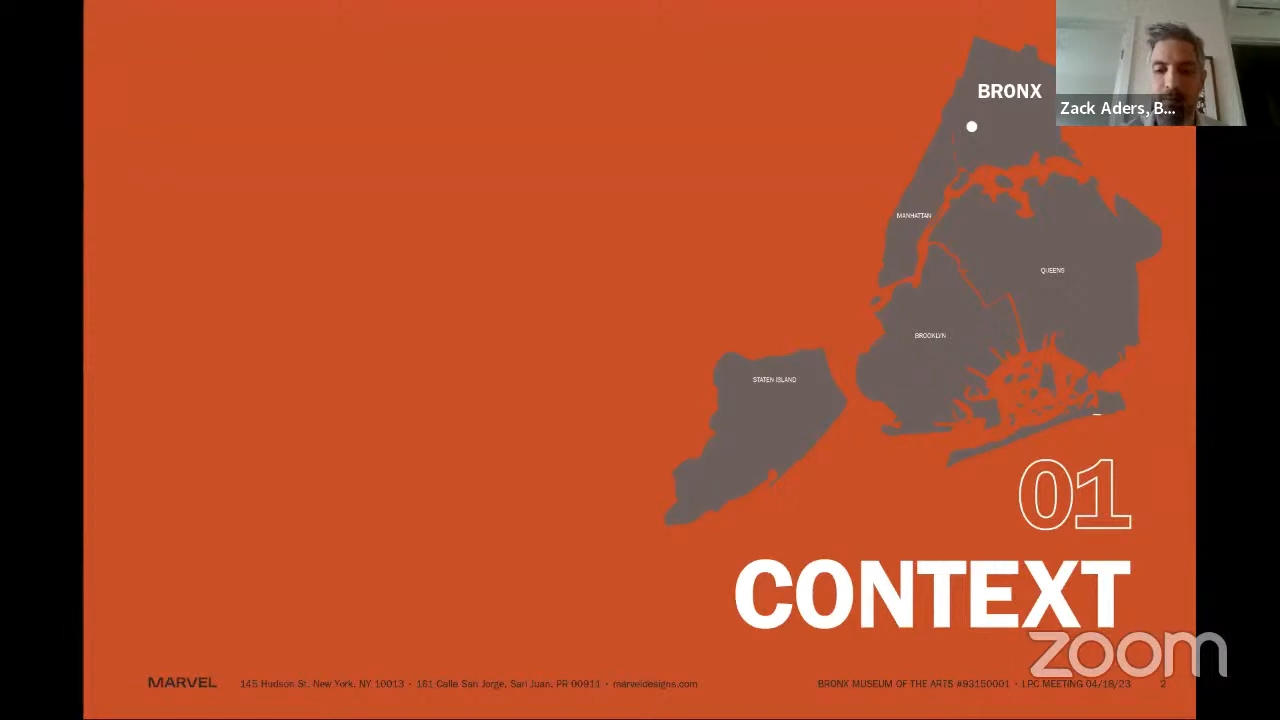 BRONX
Zack Aders, B...
MANHATTAN
QUEENS
BROOKLYN
STATEN ISLAND
01
CONTEXT
zoom
MARVEL 145 Hudson St. New York, NY 10013 · 161 Calle San Jorge, San Juan, PR 00911 · marveldesigns.com
BRONX MUSEUM OF THE ARTS #93150001 · LPC MEETING 04/18/23 2